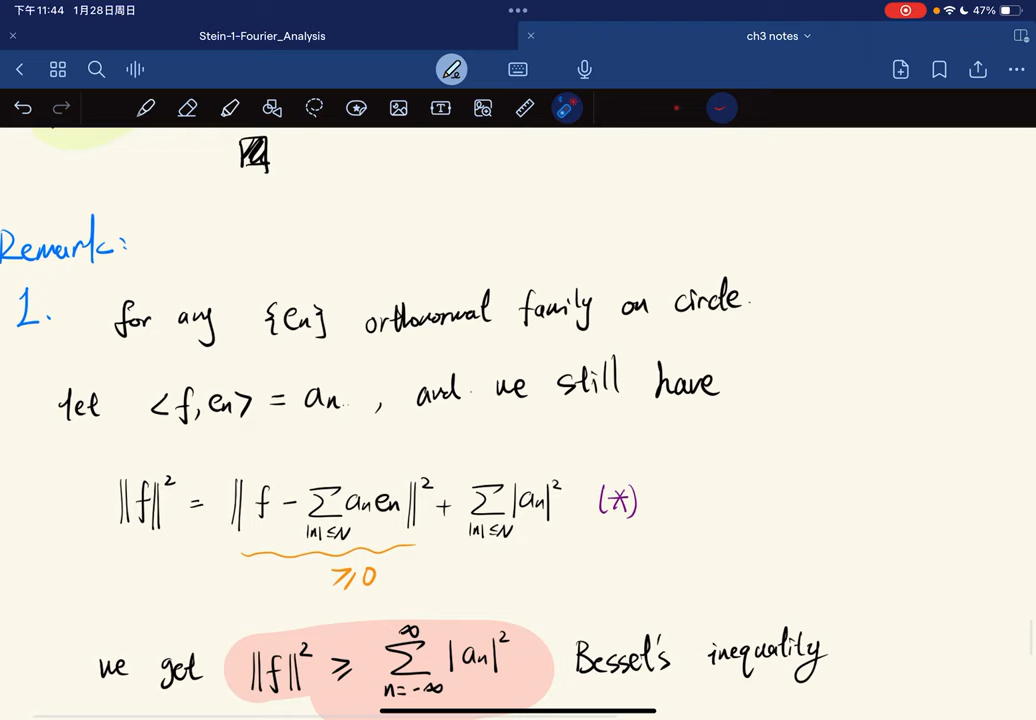 下午11:44 1月28日周日
47%
Stein-1-Fourier_Analysis
ch3 notes
Remark:
1. for any {en} orthonormal family on circle.
let <f,en> = an , and we still have
||f||² = || f - ∑|n|≤N an en ||² + ∑|n|≤N |an|² (*)
≥0
we get ||f||² ≥ ∑n=-∞^∞ |an|² Bessel's inequality